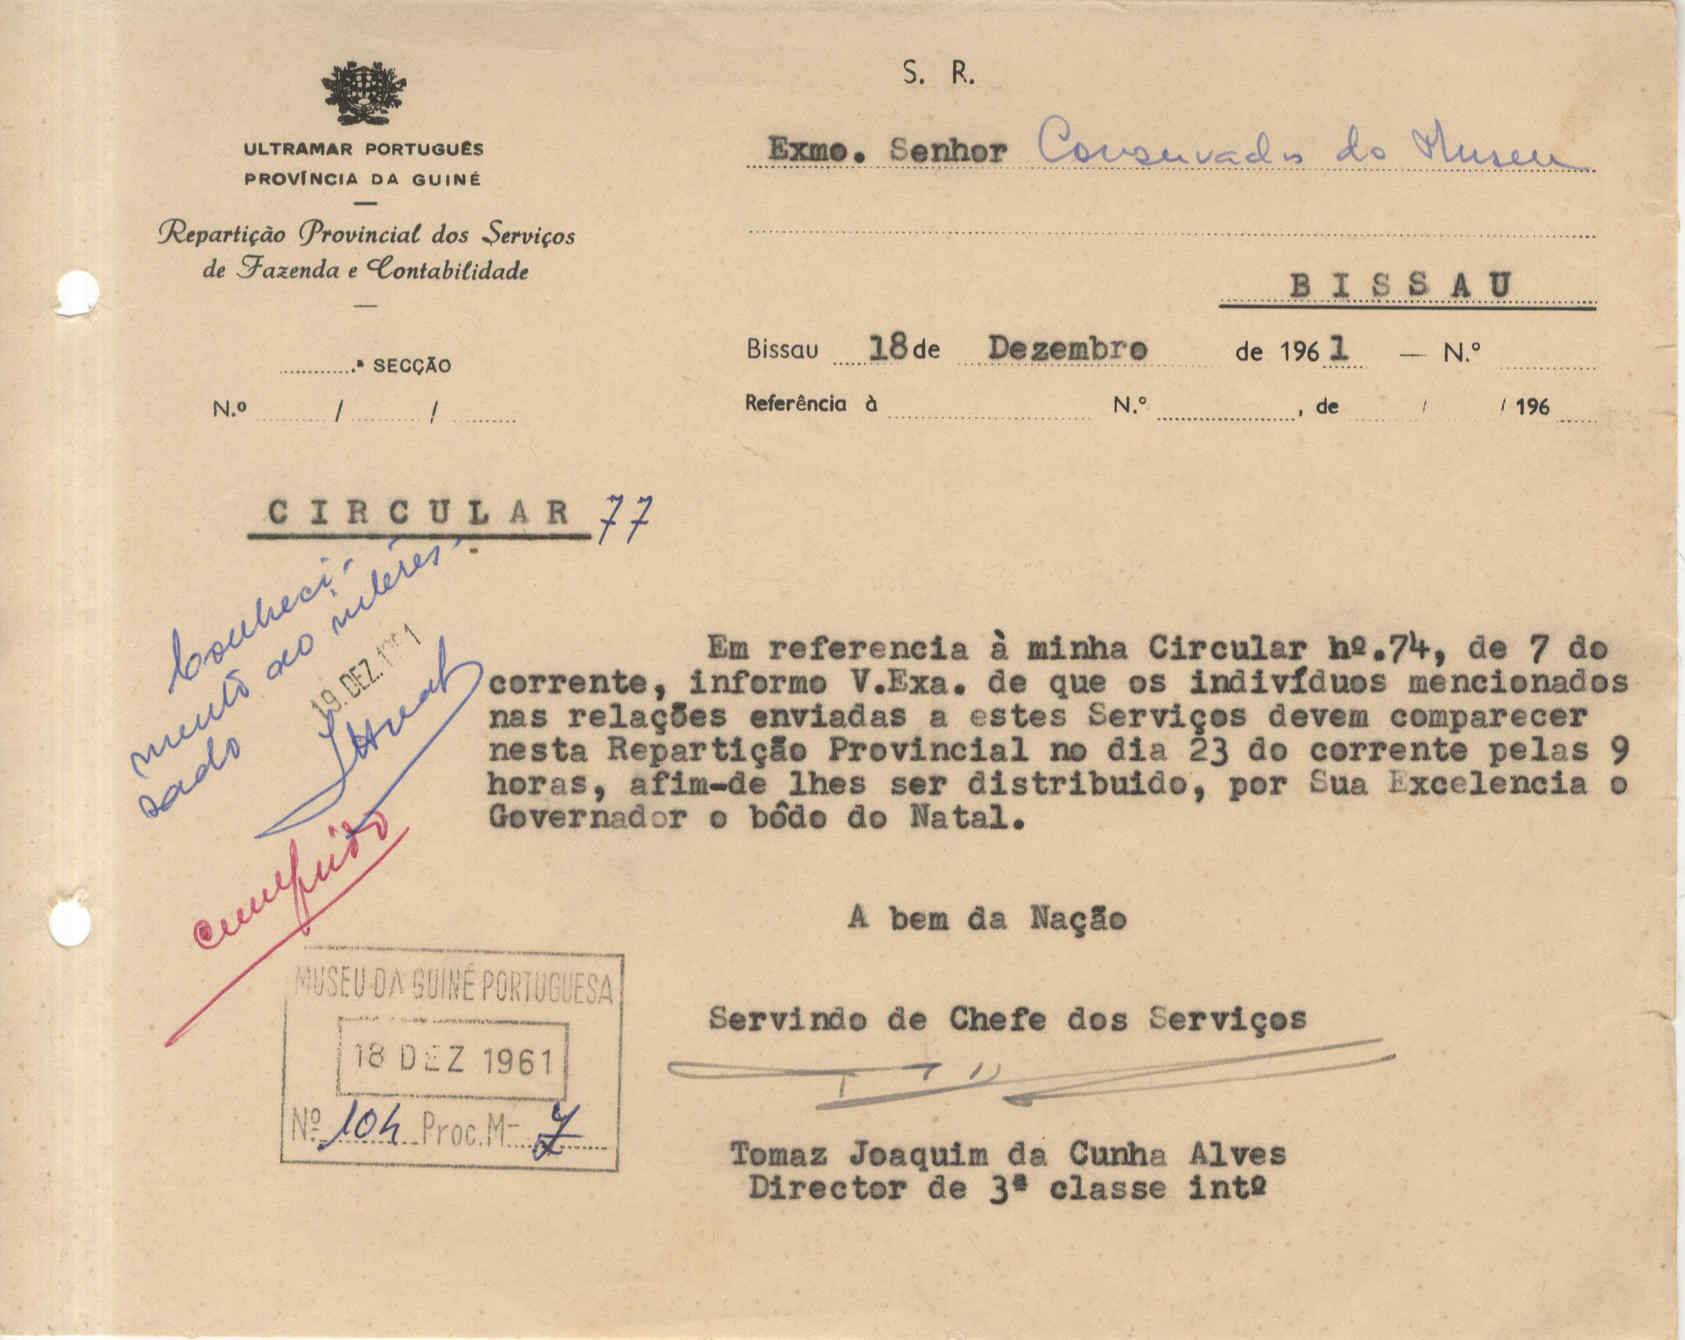 S. R.
ULTRAMAR PORTUGUÊS
PROVÍNCIA DA GUINÉ
Repartição Provincial dos Serviços
de Fazenda e Contabilidade
.ª SECÇÃO
N.º / /
Exmo. Senhor Conservador do Museu
BISSAU
Bissau 18 de Dezembro de 1961 — N.º
Referência à N.º , de / / 196
CIRCULAR 77
Conheci-
mento ao interes-
sado
19. DEZ. 1961
cumprido
Em referencia à minha Circular nº.74, de 7 do
corrente, informo V.Exa. de que os indivíduos mencionados
nas relações enviadas a estes Serviços devem comparecer
nesta Repartição Provincial no dia 23 do corrente pelas 9
horas, afim-de lhes ser distribuido, por Sua Excelencia o
Governador o bôdo do Natal.
A bem da Nação
Servindo de Chefe dos Serviços
Tomaz Joaquim da Cunha Alves
Director de 3ª classe intº
MUSEU DA GUINÉ PORTUGUESA
18 DEZ 1961
Nº. 104 Proc. M- 7